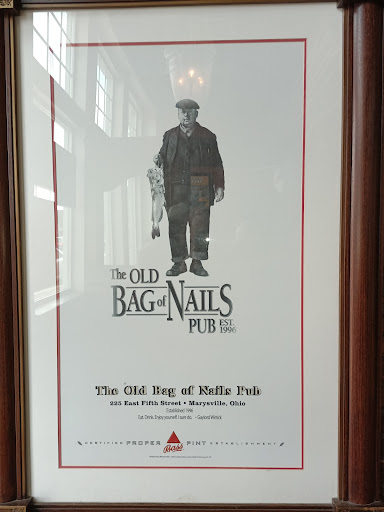 The OLD
BAG of NAILS
PUB EST. 1996
The Old Bag of Nails Pub
225 East Fifth Street • Marysville, Ohio
Established 1996
Eat, Drink, Enjoy yourself, I sure do. - Gaylord
CERTIFIED PROPER Bass PINT ESTABLISHMENT